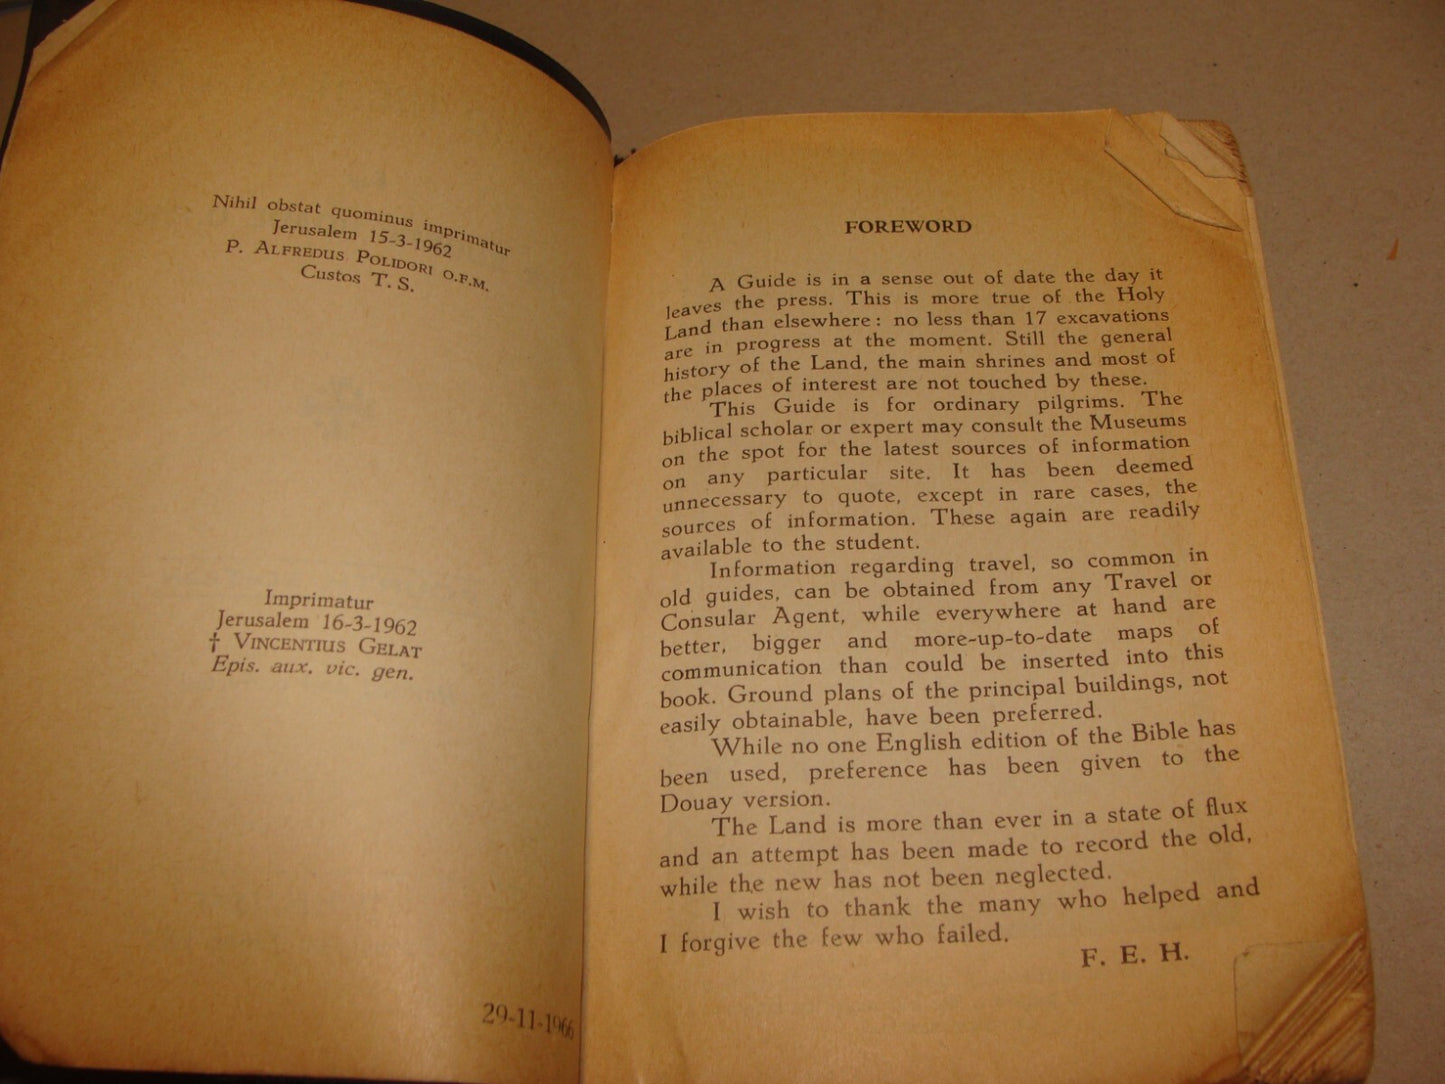 Nihil obstat quominus imprimatur
Jerusalem 15-3-1962
P. ALFREDUS POLIDORI O.F.M.
Custos T. S.
Imprimatur
Jerusalem 16-3-1962
† VINCENTIUS GELAT
Epis. aux. vic. gen.
29-11-1966
FOREWORD
A Guide is in a sense out of date the day it
leaves the press. This is more true of the Holy
Land than elsewhere: no less than 17 excavations
are in progress at the moment. Still the general
history of the Land, the main shrines and most of
the places of interest are not touched by these.
This Guide is for ordinary pilgrims. The
biblical scholar or expert may consult the Museums
on the spot for the latest sources of information
on any particular site. It has been deemed
unnecessary to quote, except in rare cases, the
sources of information. These again are readily
available to the student.
Information regarding travel, so common in
old guides, can be obtained from any Travel or
Consular Agent, while everywhere at hand are
better, bigger and more-up-to-date maps of
communication than could be inserted into this
book. Ground plans of the principal buildings, not
easily obtainable, have been preferred.
While no one English edition of the Bible has
been used, preference has been given to the
Douay version.
The Land is more than ever in a state of flux
and an attempt has been made to record the old,
while the new has not been neglected.
I wish to thank the many who helped and
I forgive the few who failed.
F. E. H.